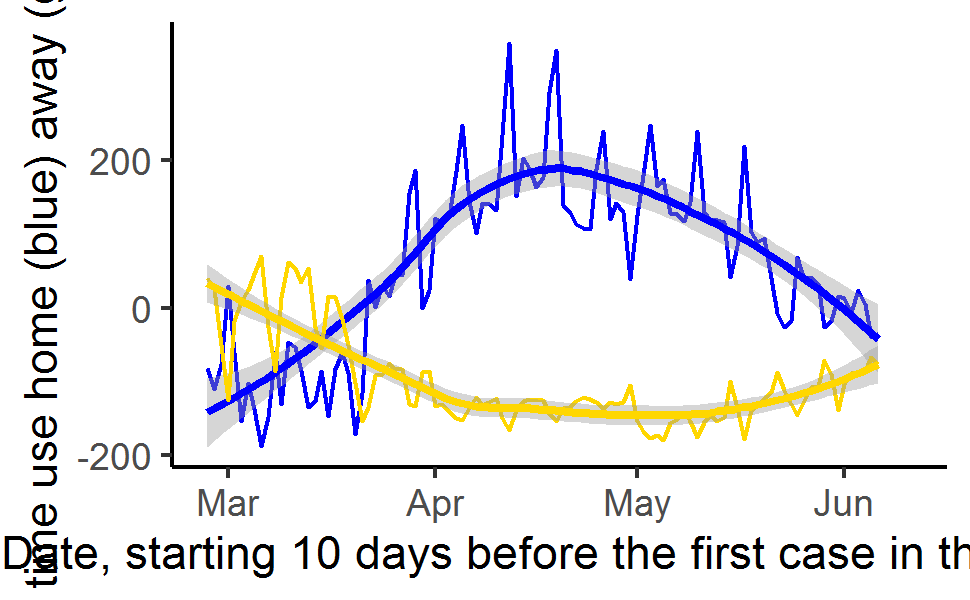 time use home (blue) away (
200
0
-200
Mar Apr May Jun
Date, starting 10 days before the first case in th